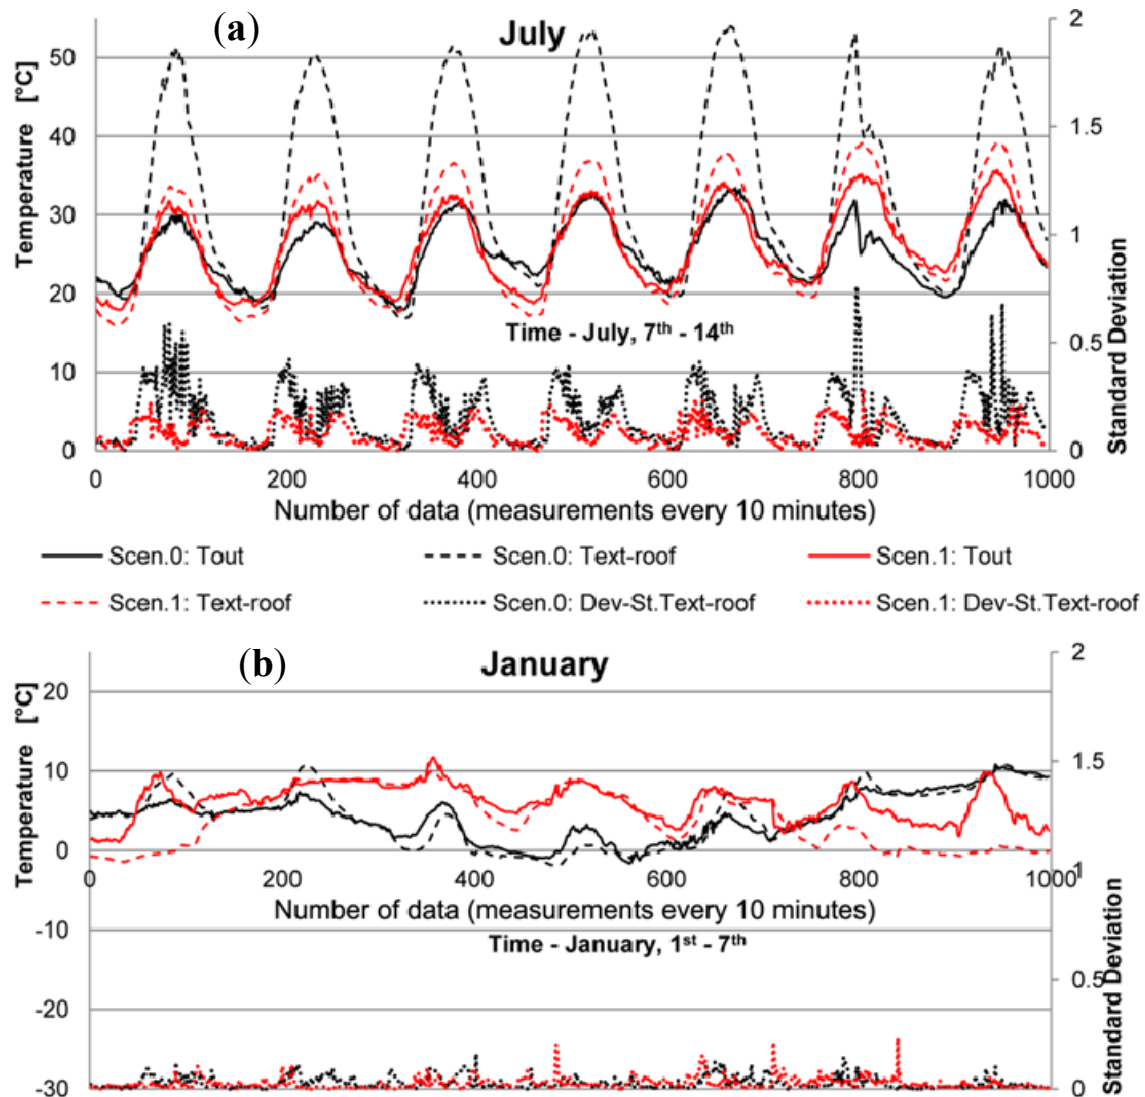 (a)
July
2
50
Temperature [°C]
40
1.5
30
1
20
Time - July, 7th - 14th
0.5
10
Standard Deviation
0
0
0
200
400
600
800
1000
Number of data (measurements every 10 minutes)
Scen.0: Tout
Scen.0: Text-roof
Scen.1: Tout
Scen.1: Text-roof
Scen.0: Dev-St.Text-roof
Scen.1: Dev-St.Text-roof
(b)
January
2
20
Temperature [°C]
1.5
10
0
1
0
200
400
600
800
1000
Number of data (measurements every 10 minutes)
-10
Time - January, 1st - 7th
0.5
-20
Standard Deviation
-30
0